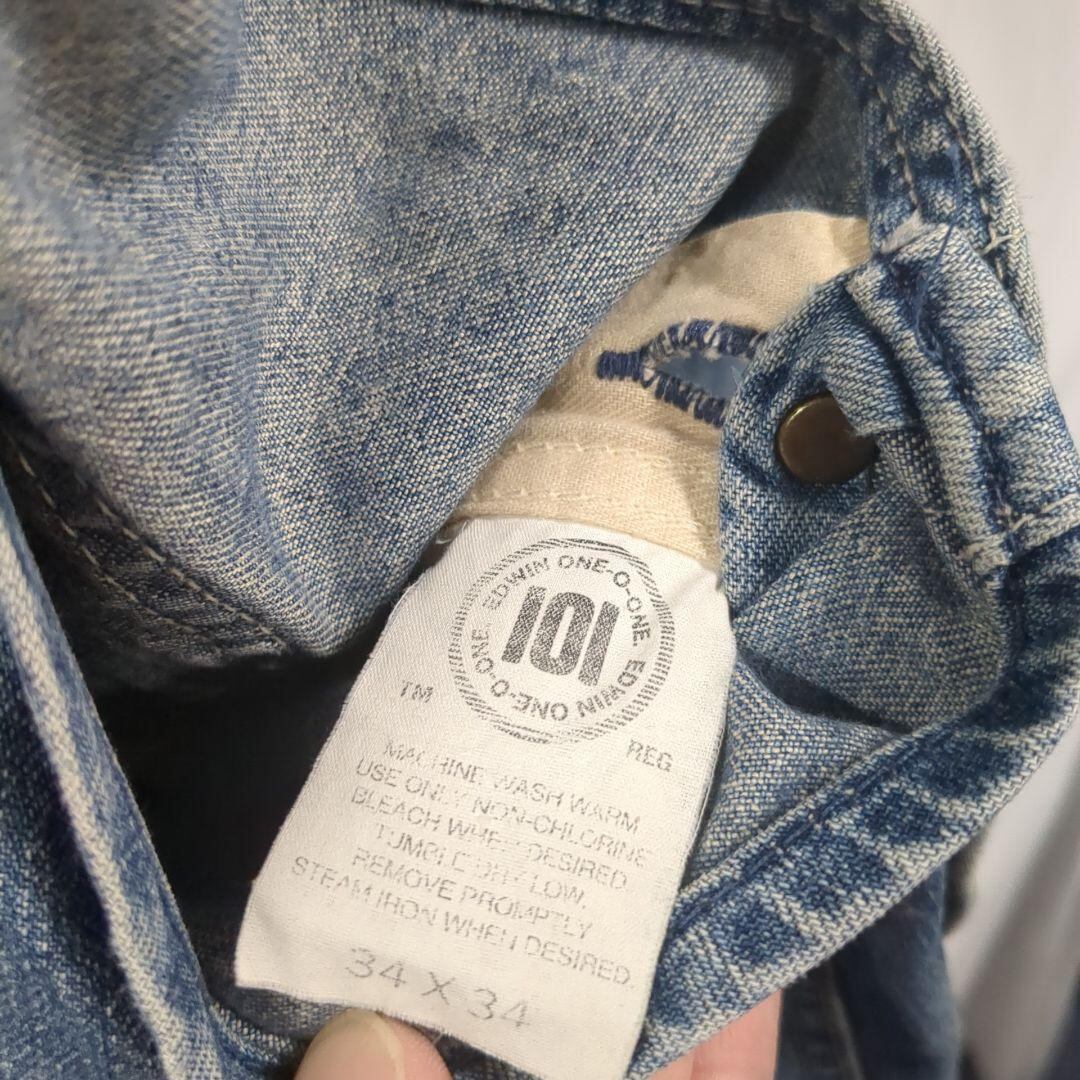 EDWIN ONE-O-ONE. EDWIN ONE-O-ONE.
101
TM
REG
MACHINE WASH WARM
USE ONLY NON-CHLORINE
BLEACH WHEN DESIRED.
TUMBLE DRY LOW.
REMOVE PROMPTLY
STEAM IRON WHEN DESIRED.
34 X 34